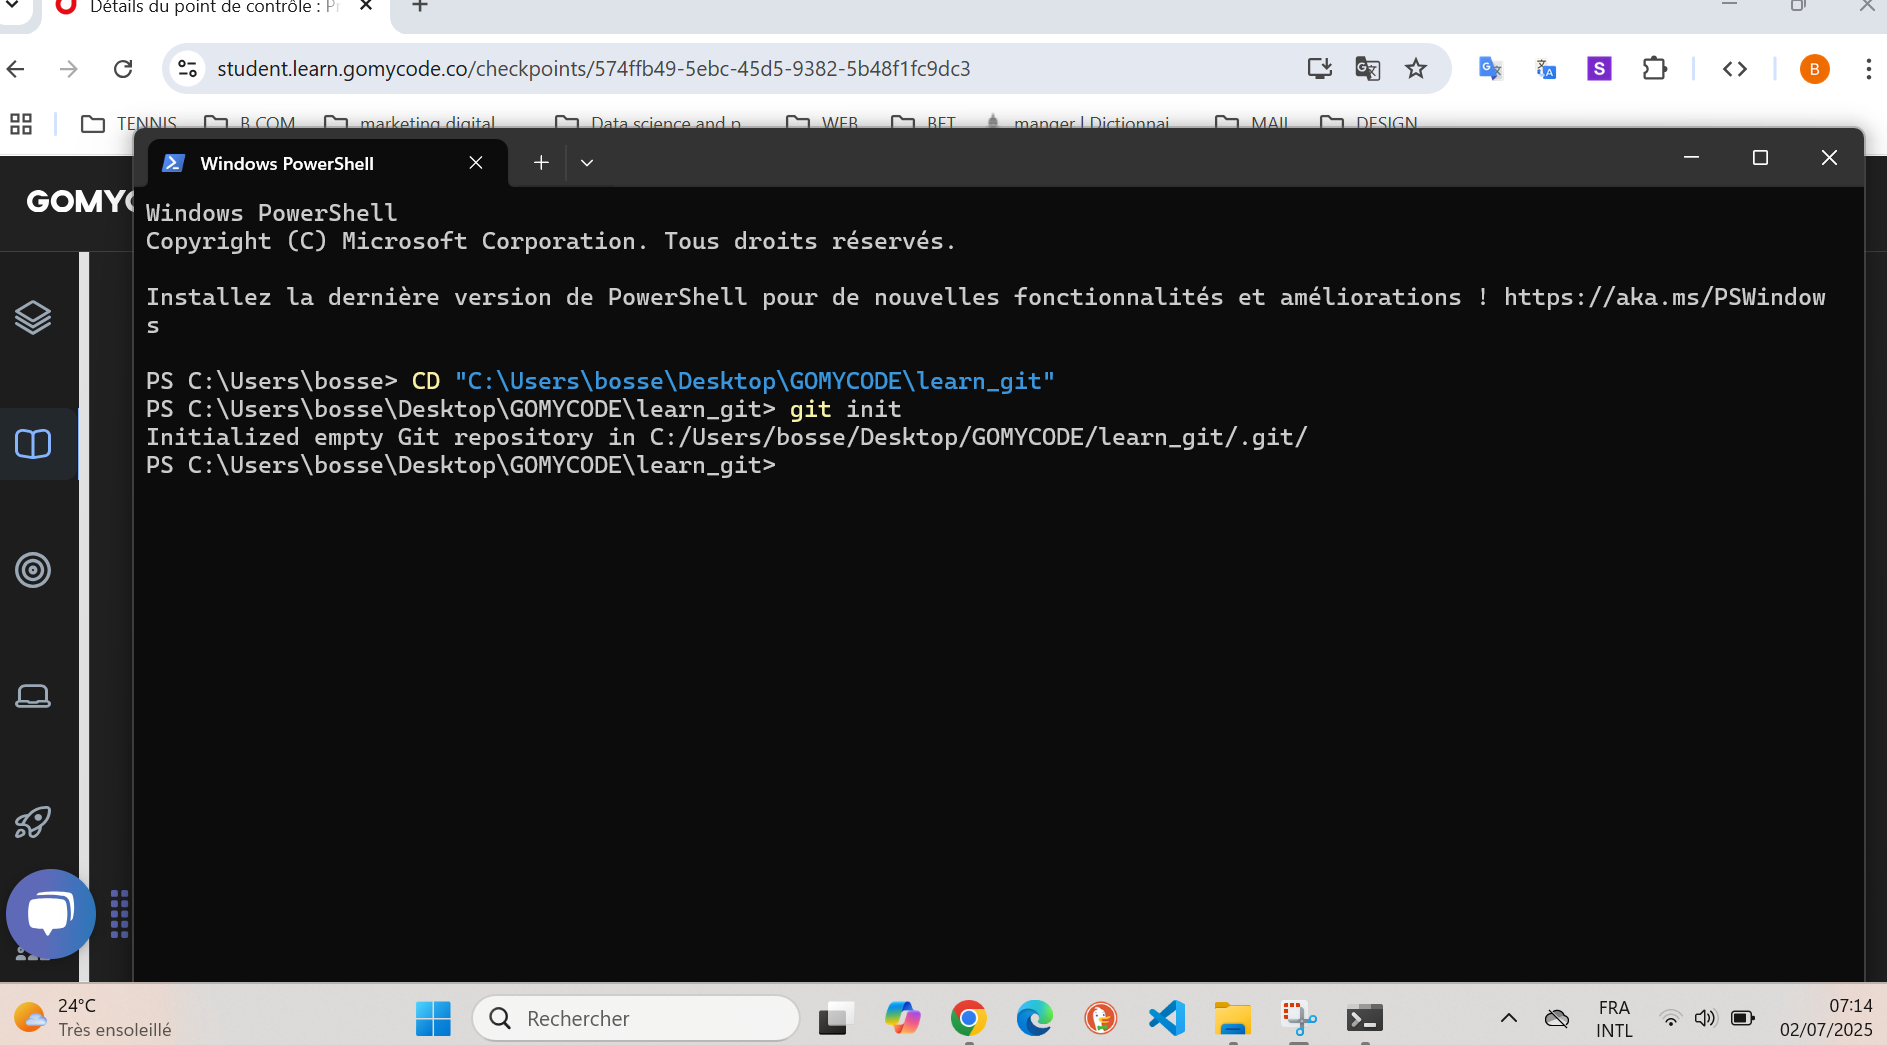 Détails du point de contrôle : Pr
student.learn.gomycode.co/checkpoints/574ffb49-5ebc-45d5-9382-5b48f1fc9dc3
S
B
TENNIS
B COM
marketing digital
Data science and p
WEB
BET
manger | Dictionnai
MAIL
DESIGN
Windows PowerShell
GOMYC
Windows PowerShell
Copyright (C) Microsoft Corporation. Tous droits réservés.
Installez la dernière version de PowerShell pour de nouvelles fonctionnalités et améliorations ! https://aka.ms/PSWindow
s
PS C:\Users\bosse> CD "C:\Users\bosse\Desktop\GOMYCODE\learn_git"
PS C:\Users\bosse\Desktop\GOMYCODE\learn_git> git init
Initialized empty Git repository in C:/Users/bosse/Desktop/GOMYCODE/learn_git/.git/
PS C:\Users\bosse\Desktop\GOMYCODE\learn_git>
24°C
Très ensoleillé
Rechercher
FRA
INTL
07:14
02/07/2025